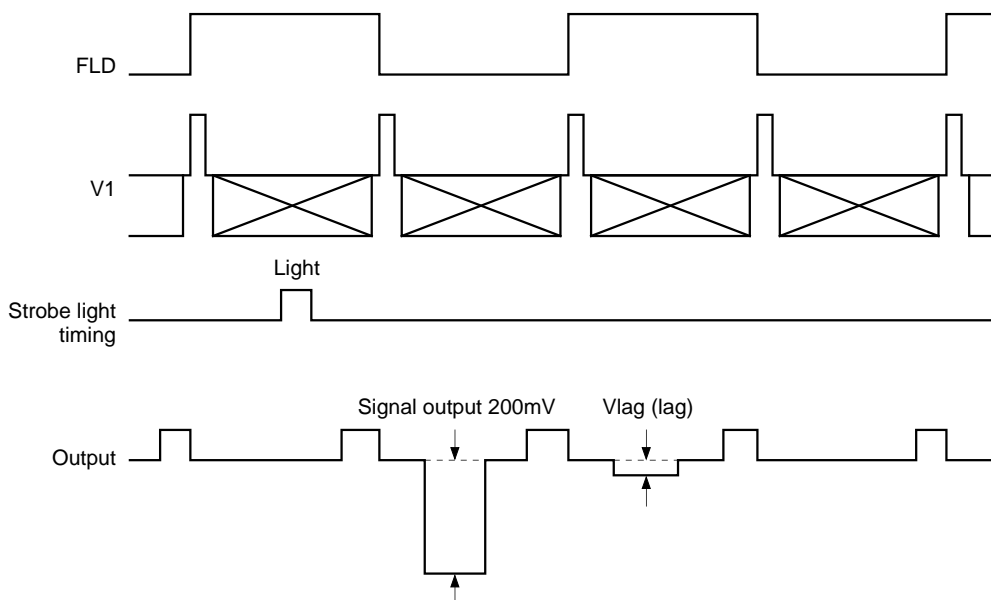 FLD
V1
Light
Strobe light
timing
Signal output 200mV
Vlag (lag)
Output